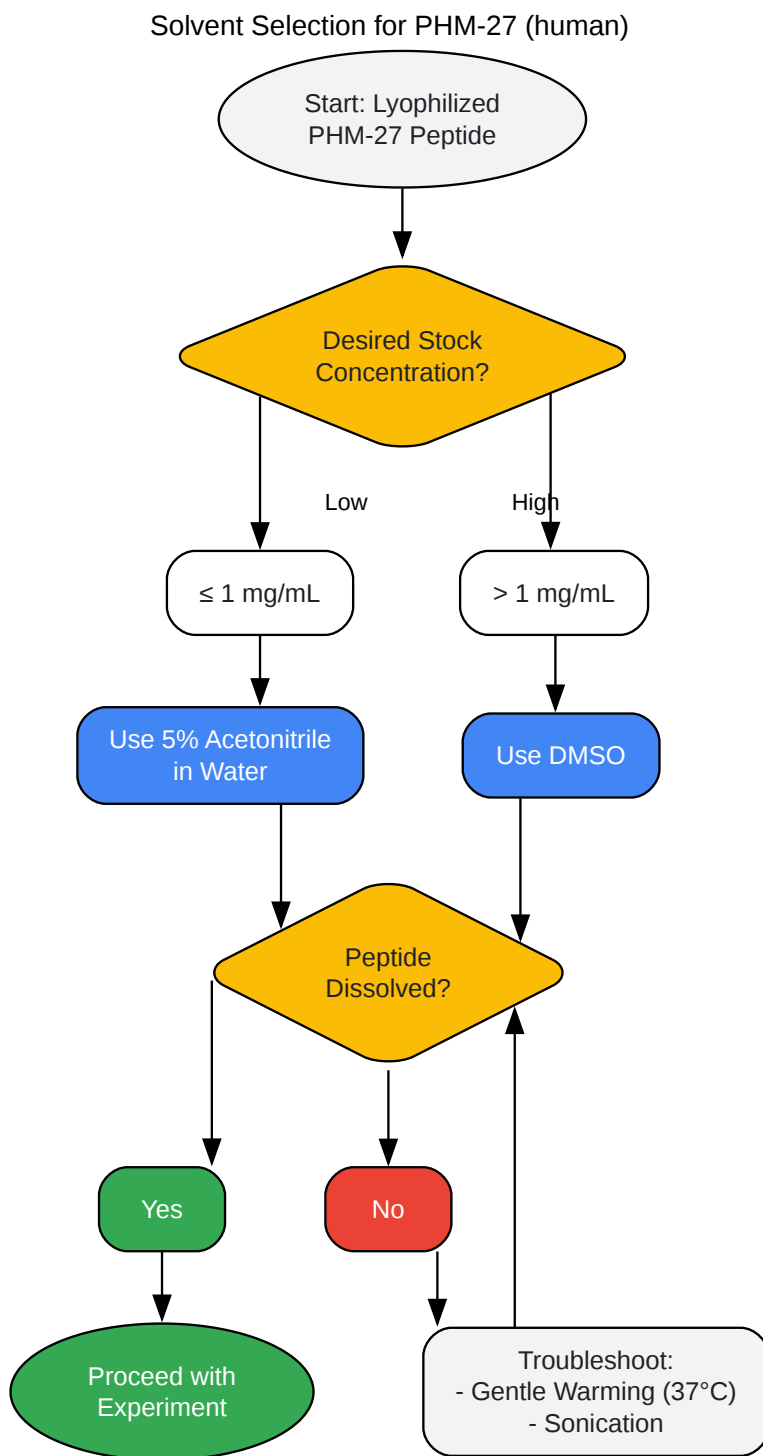 Solvent Selection for PHM-27 (human)
Start: Lyophilized
PHM-27 Peptide
Desired Stock
Concentration?
Low
High
≤ 1 mg/mL
> 1 mg/mL
Use 5% Acetonitrile
in Water
Use DMSO
Peptide
Dissolved?
Yes
No
Proceed with
Experiment
Troubleshoot:
- Gentle Warming (37°C)
- Sonication